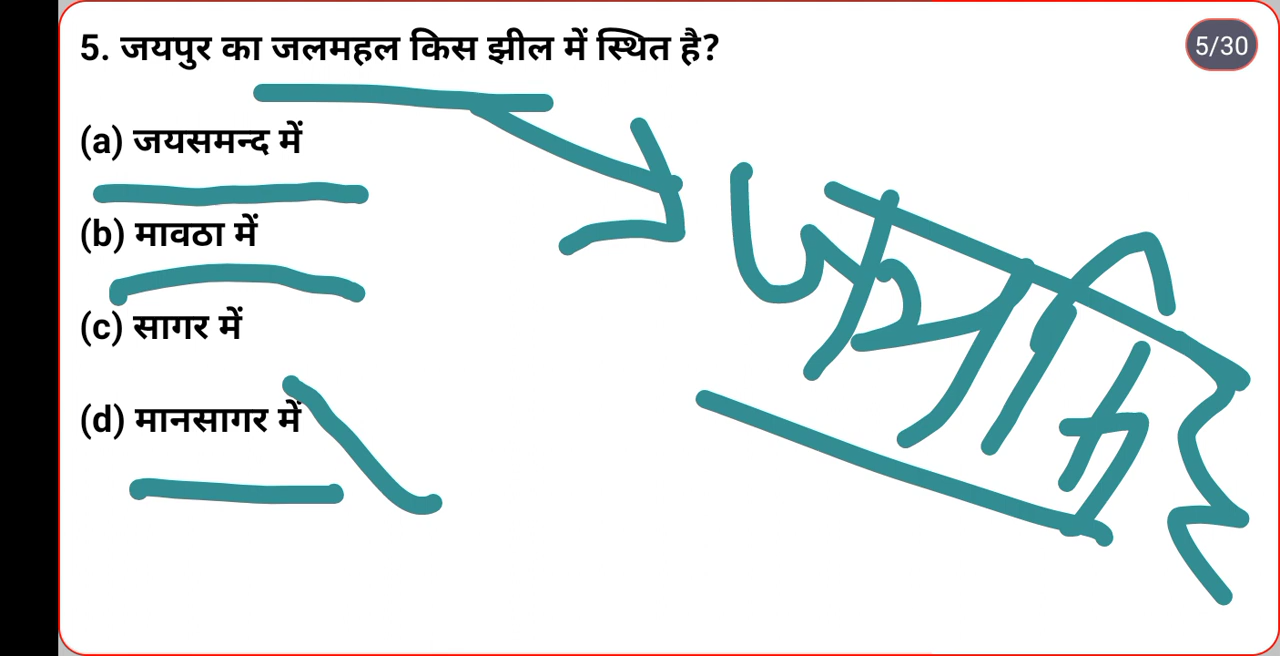 5. जयपुर का जलमहल किस झील में स्थित है?
5/30
(a) जयसमन्द में
(b) मावठा में
(c) सागर में
(d) मानसागर में